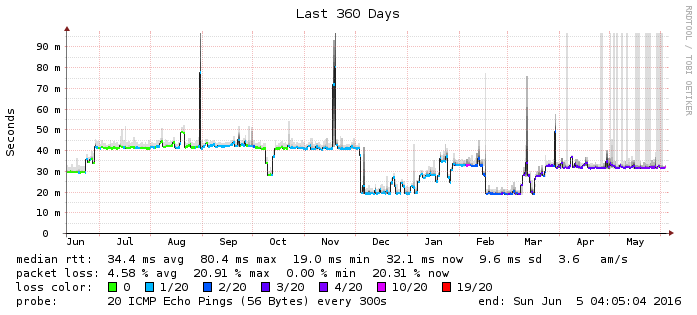 Last 360 Days
RRDTOOL / TOBI OETIKER
Seconds
90 m
80 m
70 m
60 m
50 m
40 m
30 m
20 m
10 m
0
Jun Jul Aug Sep Oct Nov Dec Jan Feb Mar Apr May
median rtt: 34.4 ms avg 80.4 ms max 19.0 ms min 32.1 ms now 9.6 ms sd 3.6 am/s
packet loss: 4.58 % avg 20.91 % max 0.00 % min 20.31 % now
loss color: 0 1/20 2/20 3/20 4/20 10/20 19/20
probe: 20 ICMP Echo Pings (56 Bytes) every 300s end: Sun Jun 5 04:05:04 2016